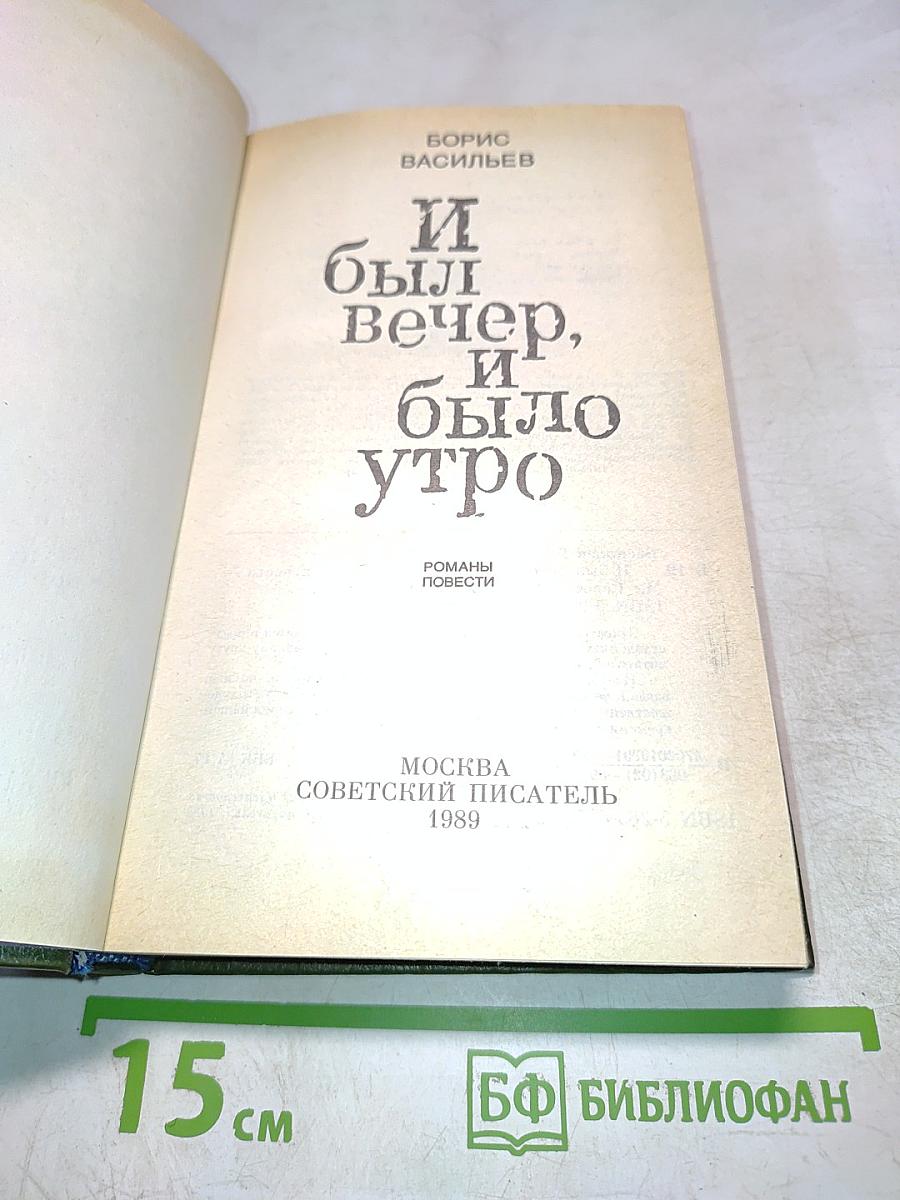 БОРИС
ВАСИЛЬЕВ
И
был
вечер,
и
было
утро
РОМАНЫ
ПОВЕСТИ
МОСКВА
СОВЕТСКИЙ ПИСАТЕЛЬ
1989
15 см
БФ БИБЛИОФАН